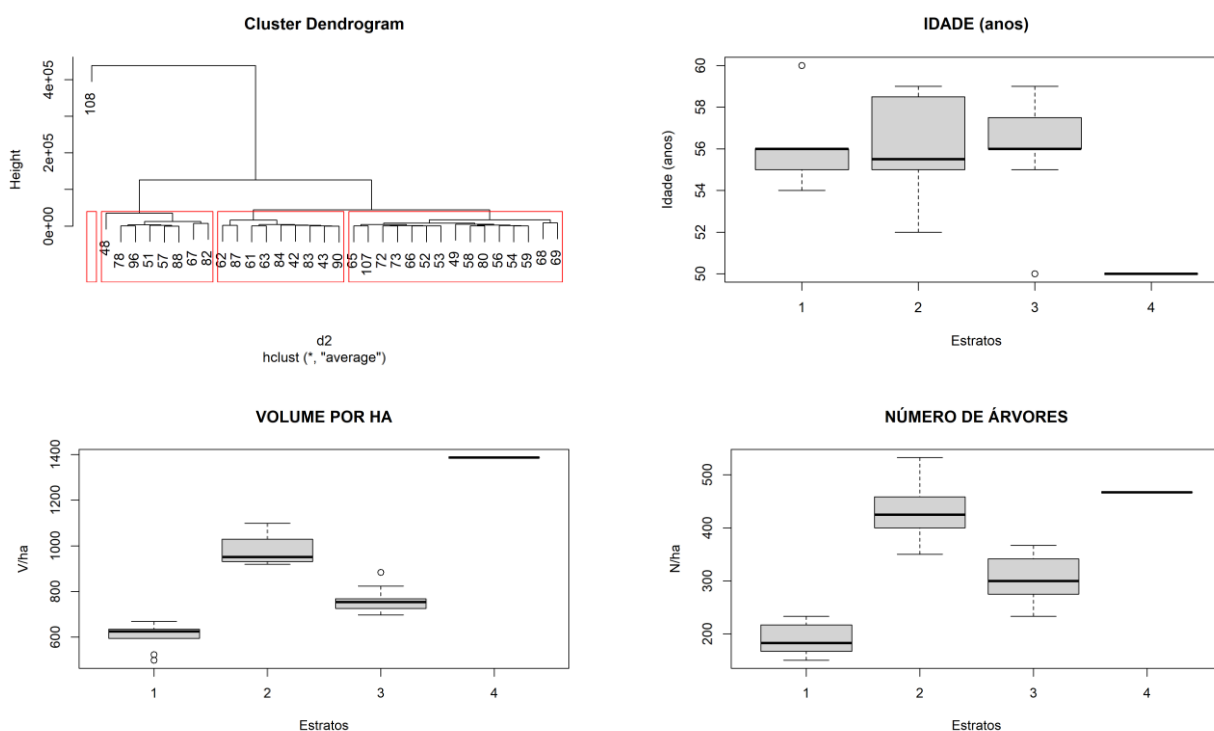 Cluster Dendrogram
Height
4e+05
2e+05
0e+00
108
48
78
96
51
57
88
67
82
62
87
61
63
84
42
83
43
90
65
107
72
73
66
52
53
49
58
80
56
54
59
68
69
d2
hclust (*, "average")
IDADE (anos)
Idade (anos)
60
58
56
54
52
50
1 2 3 4
Estratos
VOLUME POR HA
V/ha
1400
1200
1000
800
600
1 2 3 4
Estratos
NÚMERO DE ÁRVORES
N/ha
500
400
300
200
1 2 3 4
Estratos